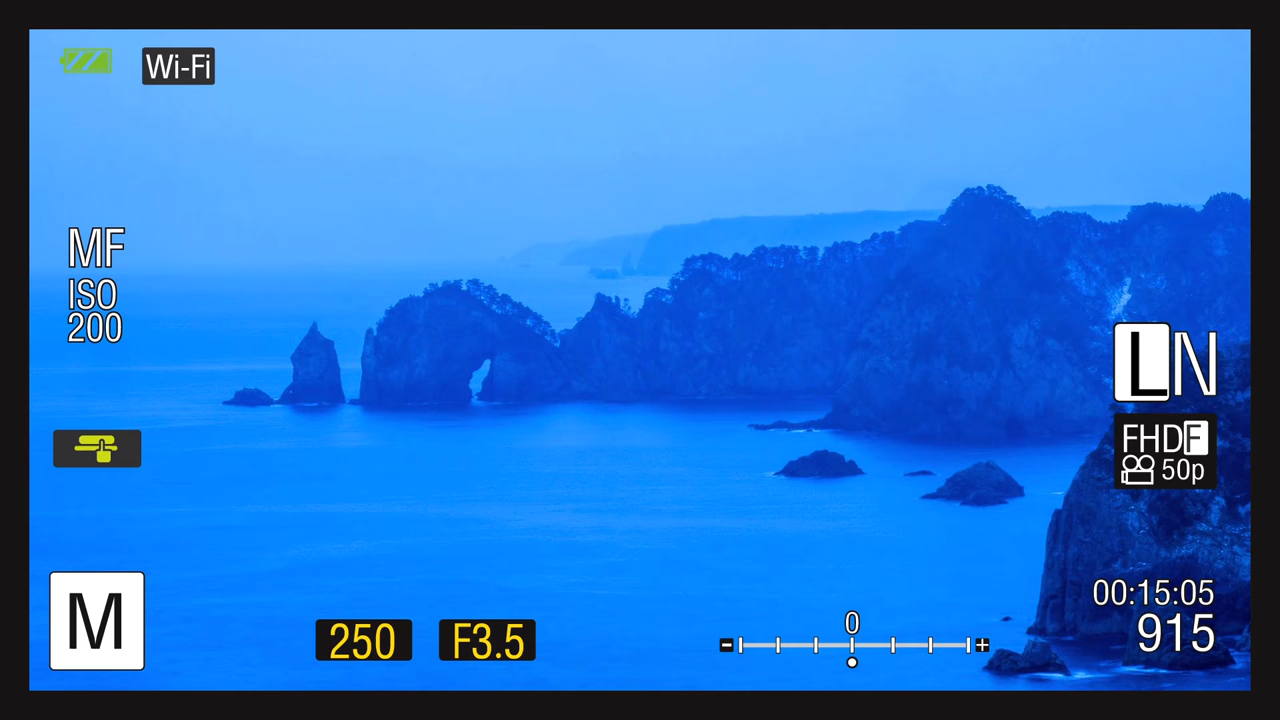 Wi-Fi
MF
ISO
200
LN
FHDF
50p
M
250
F3.5
0
- +
00:15:05
915